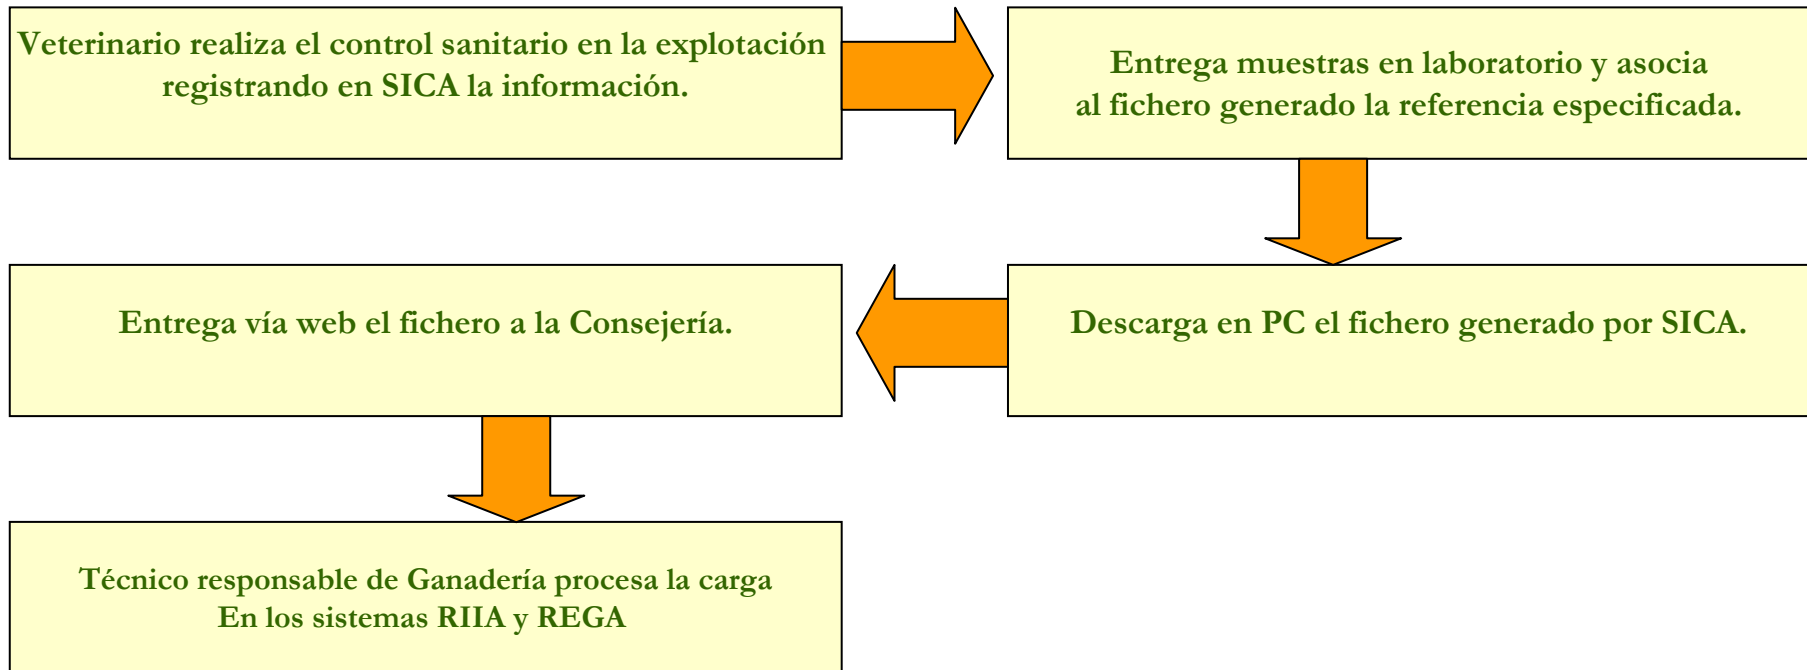 Veterinario realiza el control sanitario en la explotación
registrando en SICA la información.
Entrega muestras en laboratorio y asocia
al fichero generado la referencia especificada.
Descarga en PC el fichero generado por SICA.
Entrega vía web el fichero a la Consejería.
Técnico responsable de Ganadería procesa la carga
En los sistemas RIIA y REGA